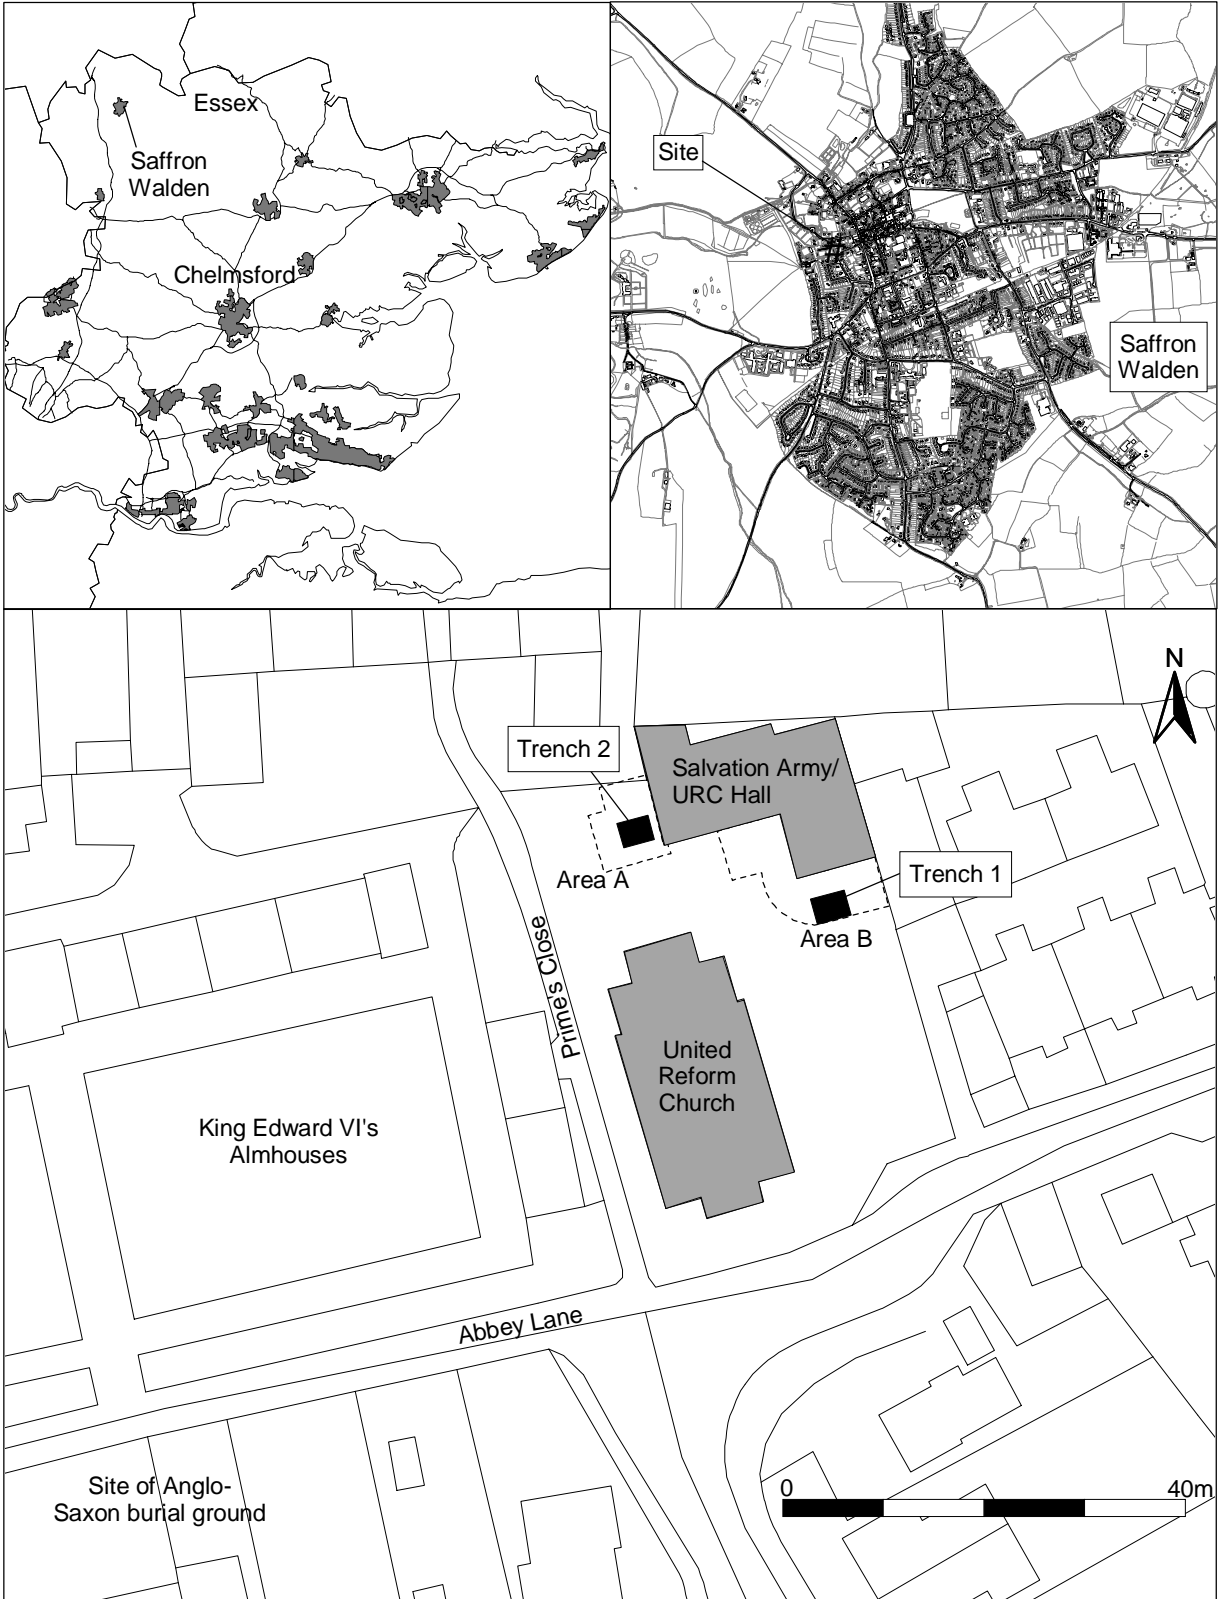 Essex
Saffron
Walden
Chelmsford
Site
Saffron
Walden
N
Trench 2
Salvation Army/
URC Hall
Area A
Trench 1
Area B
Primes Close
United
Reform
Church
King Edward VI's
Almhouses
Abbey Lane
Site of Anglo-
Saxon burial ground
0 40m